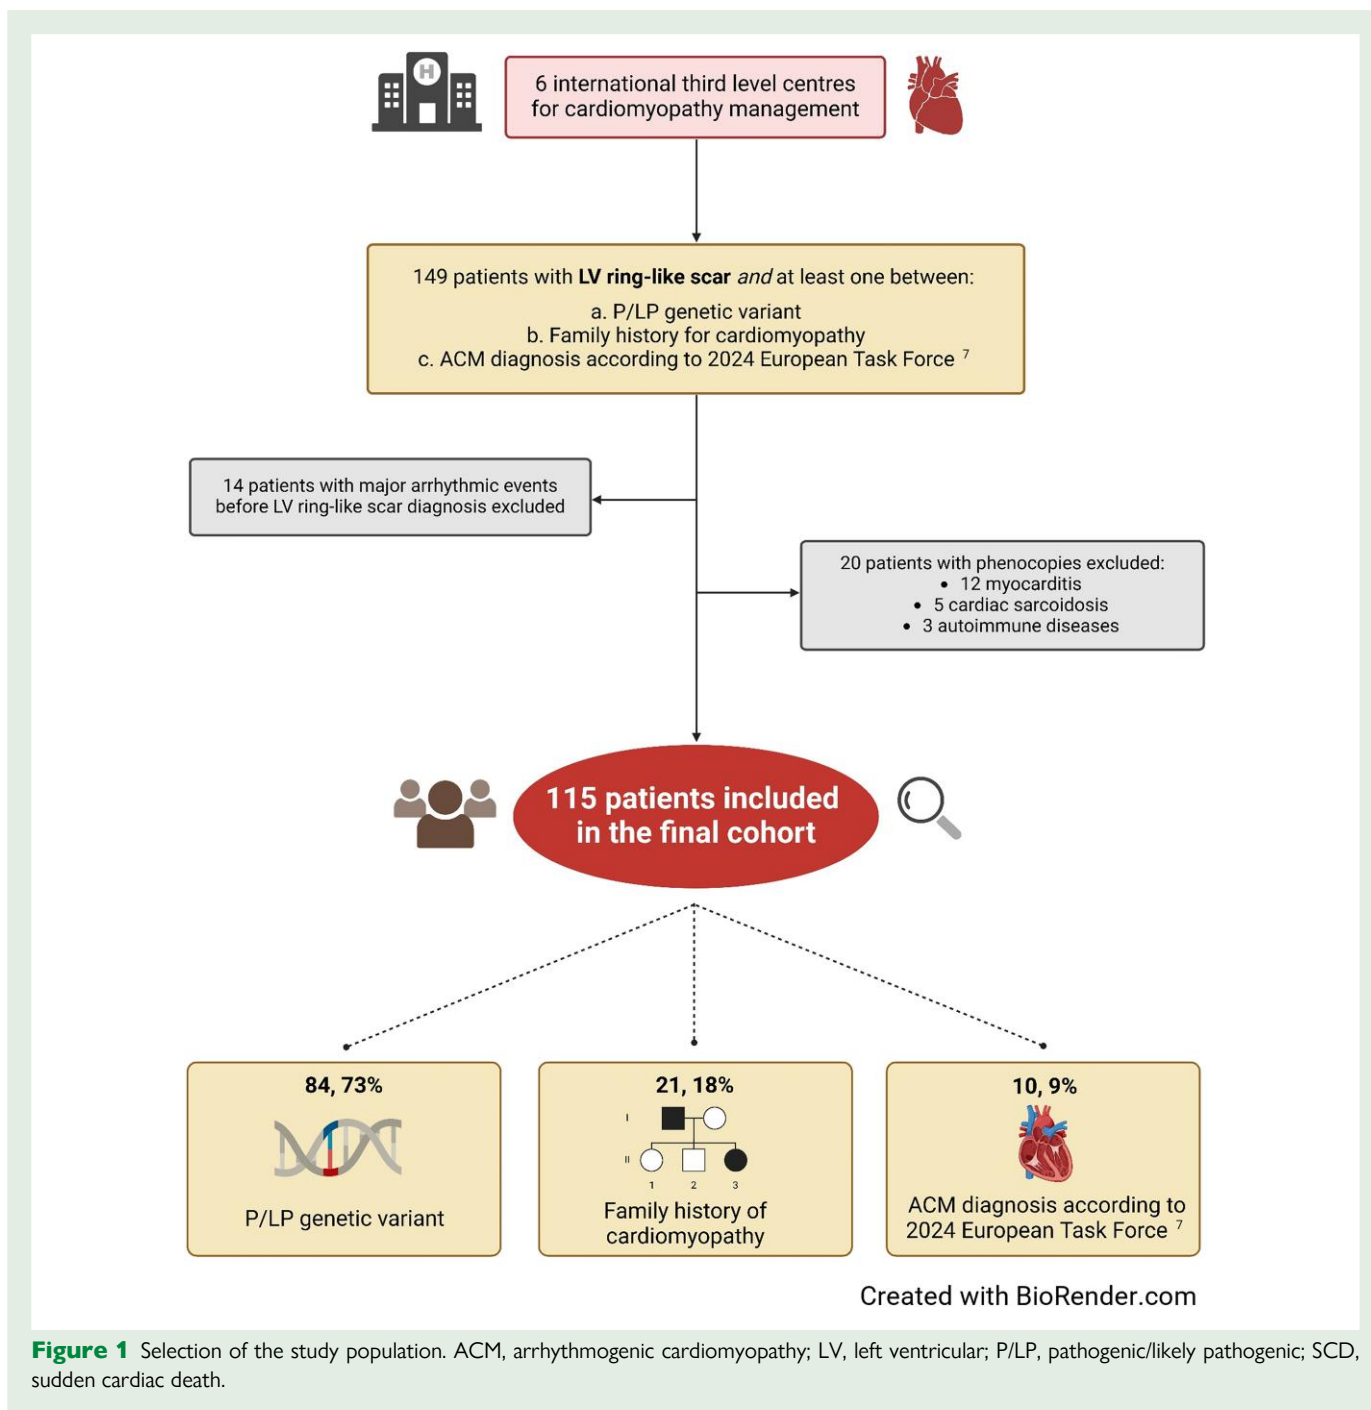 H
6 international third level centres
for cardiomyopathy management
149 patients with LV ring-like scar and at least one between:
a. P/LP genetic variant
b. Family history for cardiomyopathy
c. ACM diagnosis according to 2024 European Task Force 7
14 patients with major arrhythmic events
before LV ring-like scar diagnosis excluded
20 patients with phenocopies excluded:
• 12 myocarditis
• 5 cardiac sarcoidosis
• 3 autoimmune diseases
115 patients included
in the final cohort
84, 73%
P/LP genetic variant
21, 18%
I
II
1 2 3
Family history of
cardiomyopathy
10, 9%
ACM diagnosis according to
2024 European Task Force 7
Created with BioRender.com
Figure 1 Selection of the study population. ACM, arrhythmogenic cardiomyopathy; LV, left ventricular; P/LP, pathogenic/likely pathogenic; SCD,
sudden cardiac death.